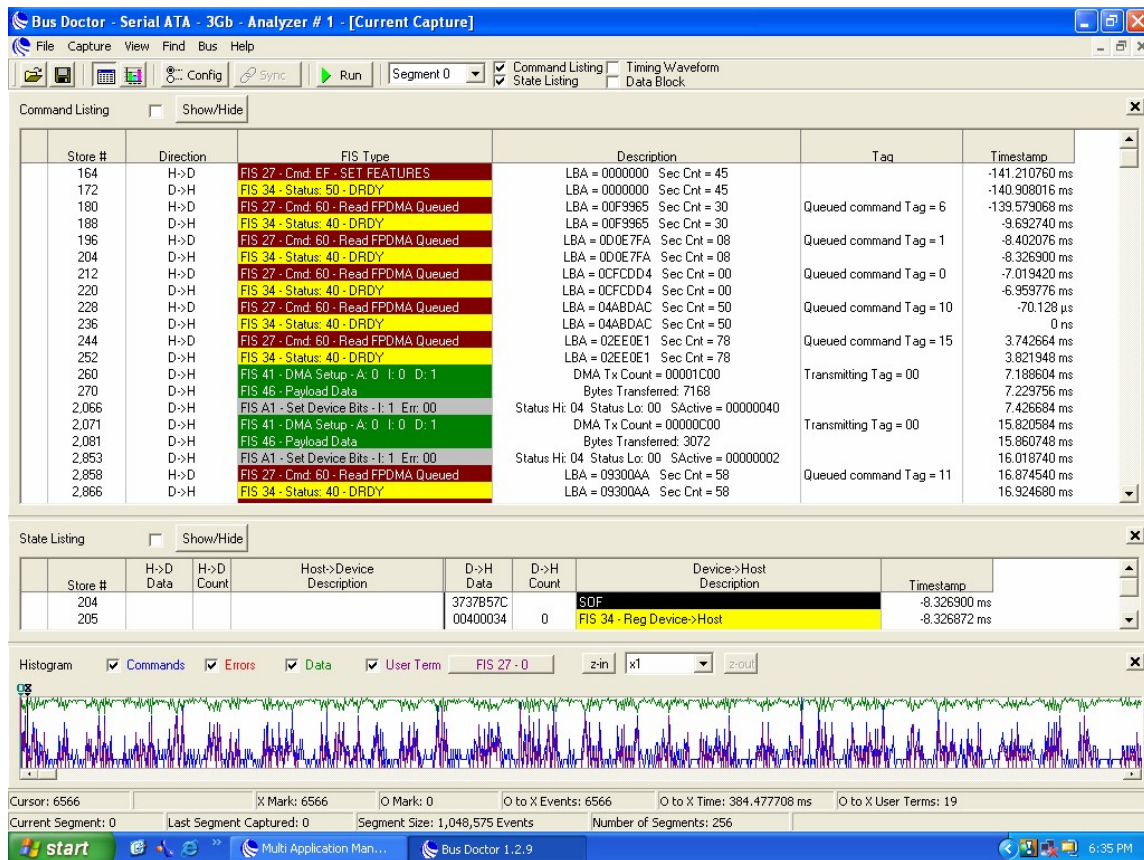 Bus Doctor - Serial ATA - 3Gb - Analyzer # 1 - [Current Capture]
File Capture View Find Bus Help
Config Sync Run Segment 0 Command Listing Timing Waveform
State Listing Data Block
Command Listing Show/Hide
Store # Direction FIS Type Description Tag Timestamp
164 H->D FIS 27 - Cmd: EF - SET FEATURES LBA = 0000000 Sec Cnt = 45 -141.210760 ms
172 D->H FIS 34 - Status: 50 - DRDY LBA = 0000000 Sec Cnt = 45 -140.908016 ms
180 H->D FIS 27 - Cmd: 60 - Read FPDMA Queued LBA = 00F9965 Sec Cnt = 30 Queued command Tag = 6 -139.579068 ms
188 D->H FIS 34 - Status: 40 - DRDY LBA = 00F9965 Sec Cnt = 30 -9.692740 ms
196 H->D FIS 27 - Cmd: 60 - Read FPDMA Queued LBA = 0D0E7FA Sec Cnt = 08 Queued command Tag = 1 -8.402076 ms
204 D->H FIS 34 - Status: 40 - DRDY LBA = 0D0E7FA Sec Cnt = 08 -8.326900 ms
212 H->D FIS 27 - Cmd: 60 - Read FPDMA Queued LBA = 0CFCDD4 Sec Cnt = 00 Queued command Tag = 0 -7.019420 ms
220 D->H FIS 34 - Status: 40 - DRDY LBA = 0CFCDD4 Sec Cnt = 00 -6.959776 ms
228 H->D FIS 27 - Cmd: 60 - Read FPDMA Queued LBA = 04ABDAC Sec Cnt = 50 Queued command Tag = 10 -70.128 µs
236 D->H FIS 34 - Status: 40 - DRDY LBA = 04ABDAC Sec Cnt = 50 0 ns
244 H->D FIS 27 - Cmd: 60 - Read FPDMA Queued LBA = 02EE0E1 Sec Cnt = 78 Queued command Tag = 15 3.742664 ms
252 D->H FIS 34 - Status: 40 - DRDY LBA = 02EE0E1 Sec Cnt = 78 3.821948 ms
260 D->H FIS 41 - DMA Setup - A: 0 I: 0 D: 1 DMA Tx Count = 00001C00 Transmitting Tag = 00 7.188604 ms
270 D->H FIS 46 - Payload Data Bytes Transferred: 7168 7.229756 ms
2,066 D->H FIS A1 - Set Device Bits - I: 1 Err: 00 Status Hi: 04 Status Lo: 00 SActive = 00000040 7.426684 ms
2,071 D->H FIS 41 - DMA Setup - A: 0 I: 0 D: 1 DMA Tx Count = 00000C00 Transmitting Tag = 00 15.820584 ms
2,081 D->H FIS 46 - Payload Data Bytes Transferred: 3072 15.860748 ms
2,853 D->H FIS A1 - Set Device Bits - I: 1 Err: 00 Status Hi: 04 Status Lo: 00 SActive = 00000002 16.018740 ms
2,858 H->D FIS 27 - Cmd: 60 - Read FPDMA Queued LBA = 09300AA Sec Cnt = 58 Queued command Tag = 11 16.874540 ms
2,866 D->H FIS 34 - Status: 40 - DRDY LBA = 09300AA Sec Cnt = 58 16.924680 ms
State Listing Show/Hide
Store # H->D Data H->D Count Host->Device Description D->H Data D->H Count Device->Host Description Timestamp
204 3737B57C SOF -8.326900 ms
205 00400034 0 FIS 34 - Reg Device->Host -8.326872 ms
Histogram Commands Errors Data User Term FIS 27 - 0 z-in x1 z-out
Cursor: 6566 X Mark: 6566 O Mark: 0 O to X Events: 6566 O to X Time: 384.477708 ms O to X User Terms: 19
Current Segment: 0 Last Segment Captured: 0 Segment Size: 1,048,575 Events Number of Segments: 256
start Multi Application Man... Bus Doctor 1.2.9 6:35 PM